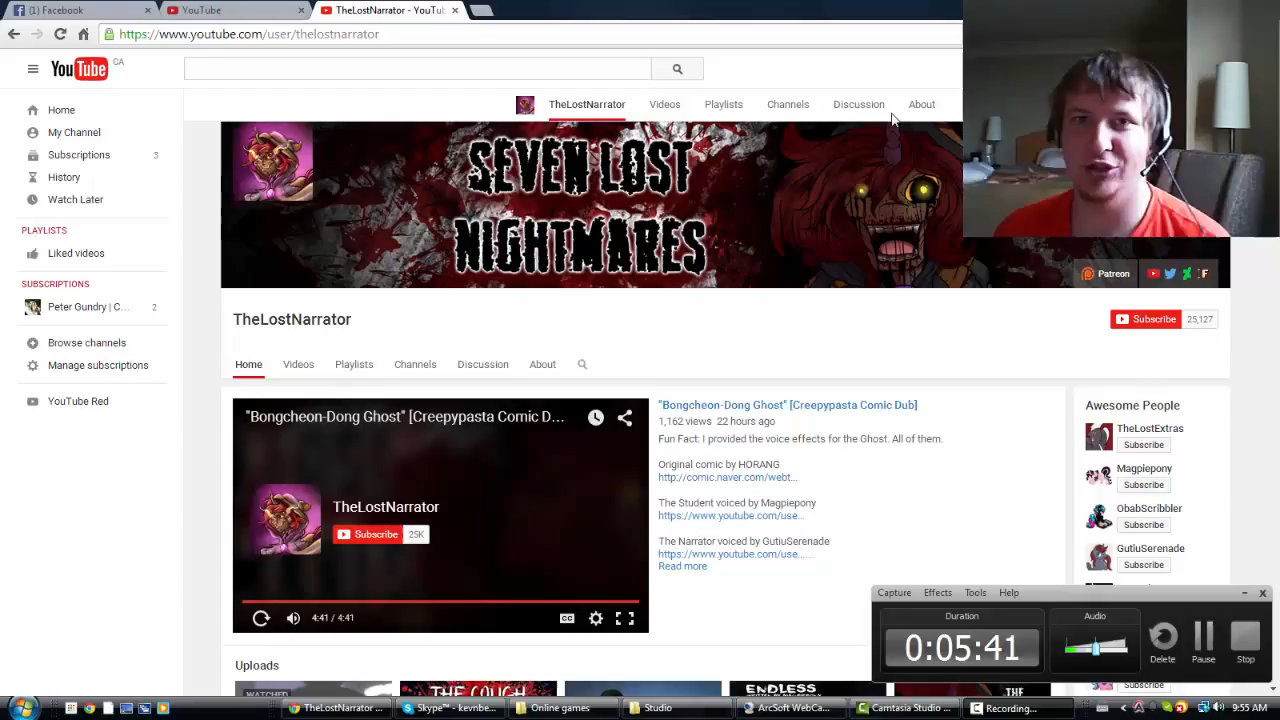 (1) Facebook
YouTube
TheLostNarrator - YouTu
https://www.youtube.com/user/thelostnarrator
YouTube CA
TheLostNarrator Videos Playlists Channels Discussion About
Home
My Channel
Subscriptions 3
History
Watch Later
PLAYLISTS
Liked videos
SUBSCRIPTIONS
Peter Gundry | C... 2
Browse channels
Manage subscriptions
YouTube Red
SEVEN LOST
NIGHTMARES
Patreon
TheLostNarrator
Subscribe 25,127
Home Videos Playlists Channels Discussion About
"Bongcheon-Dong Ghost" [Creepypasta Comic D...
TheLostNarrator
Subscribe 25K
4:41 / 4:41
CC
"Bongcheon-Dong Ghost" [Creepypasta Comic Dub]
1,162 views 22 hours ago
Fun Fact: I provided the voice effects for the Ghost. All of them.
Original comic by HORANG
http://comic.naver.com/webt...
The Student voiced by Magpiepony
https://www.youtube.com/use...
The Narrator voiced by GutiuSerenade
https://www.youtube.com/use......
Read more
Awesome People
TheLostExtras
Subscribe
Magpiepony
Subscribe
ObabScribbler
Subscribe
GutiuSerenade
Subscribe
Capture Effects Tools Help
Duration
0:05:41
Audio
Delete
Pause
Stop
Subscribe
Uploads
WATCHED
THE COUGH
ENDLESS
THE
TheLostNarrator ...
Skype™ - kevnbe...
Online games
Studio
ArcSoft WebCa...
Camtasia Studio ...
Recording...
9:55 AM